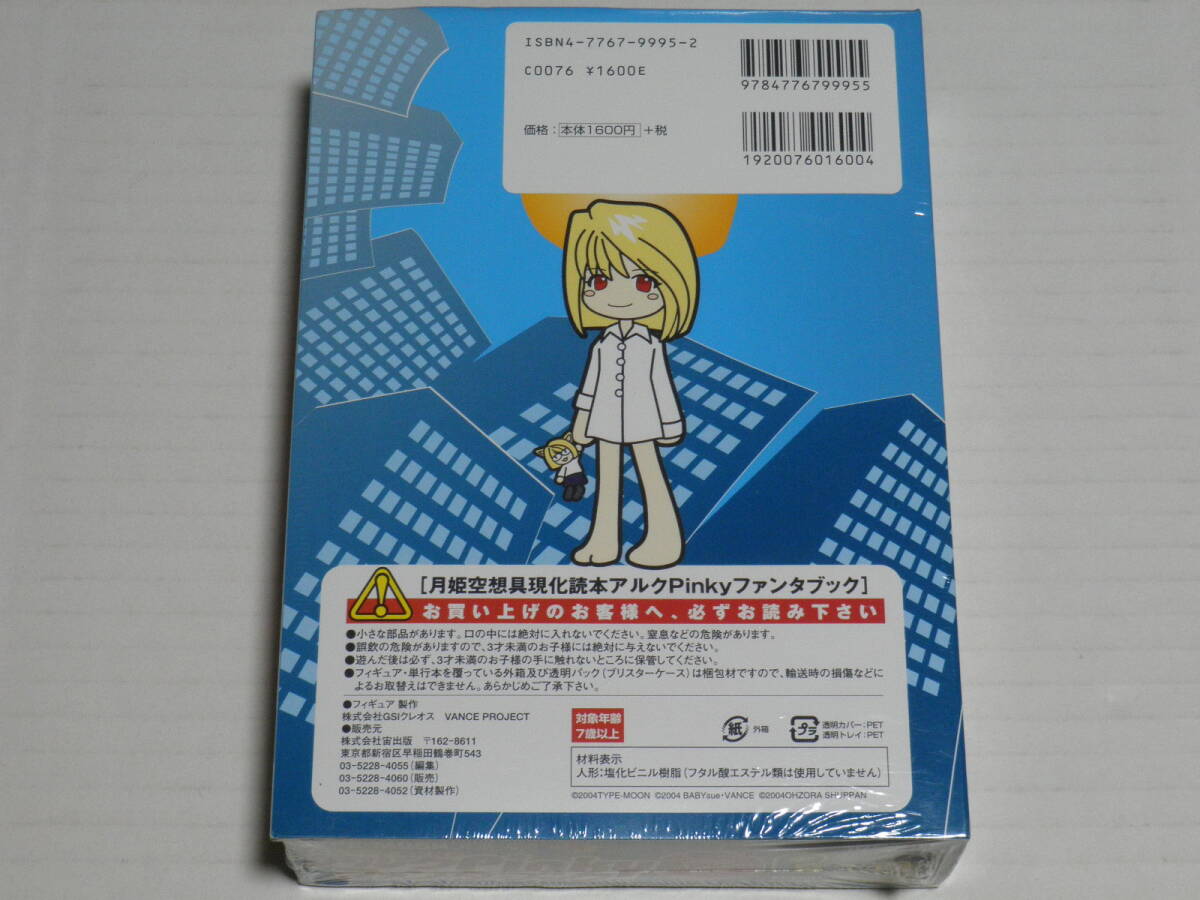 ISBN4-7767-9995-2
C0076 ¥1600E
9784776799955
価格:本体1600円+税
1920076016004
[月姫空想具現化読本アルクPinkyファンタブック]
お買い上げのお客様へ、必ずお読み下さい
●小さな部品があります。口の中には絶対に入れないでください。窒息などの危険があります。
●誤飲の危険がありますので、3才未満のお子様には絶対に与えないでください。
●遊んだ後は必ず、3才未満のお子様の手に触れないところに保管してください。
●フィギュア・単行本を覆っている外箱及び透明パック(ブリスターケース)は梱包材ですので、輸送時の損傷などに
よるお取替えはできません。あらかじめご了承下さい。
●フィギュア 製作
株式会社GSIクレオス VANCE PROJECT
●販売元
株式会社宙出版 〒162-8611
東京都新宿区早稲田鶴巻町543
03-5228-4055(編集)
03-5228-4060(販売)
03-5228-4052(資材製作)
対象年齢
7歳以上
紙 外箱
プラ 透明カバー:PET
透明トレイ:PET
材料表示
人形:塩化ビニル樹脂(フタル酸エステル類は使用していません)
©2004TYPE-MOON ©2004 BABYsue・VANCE ©2004OHZORA SHUPPAN